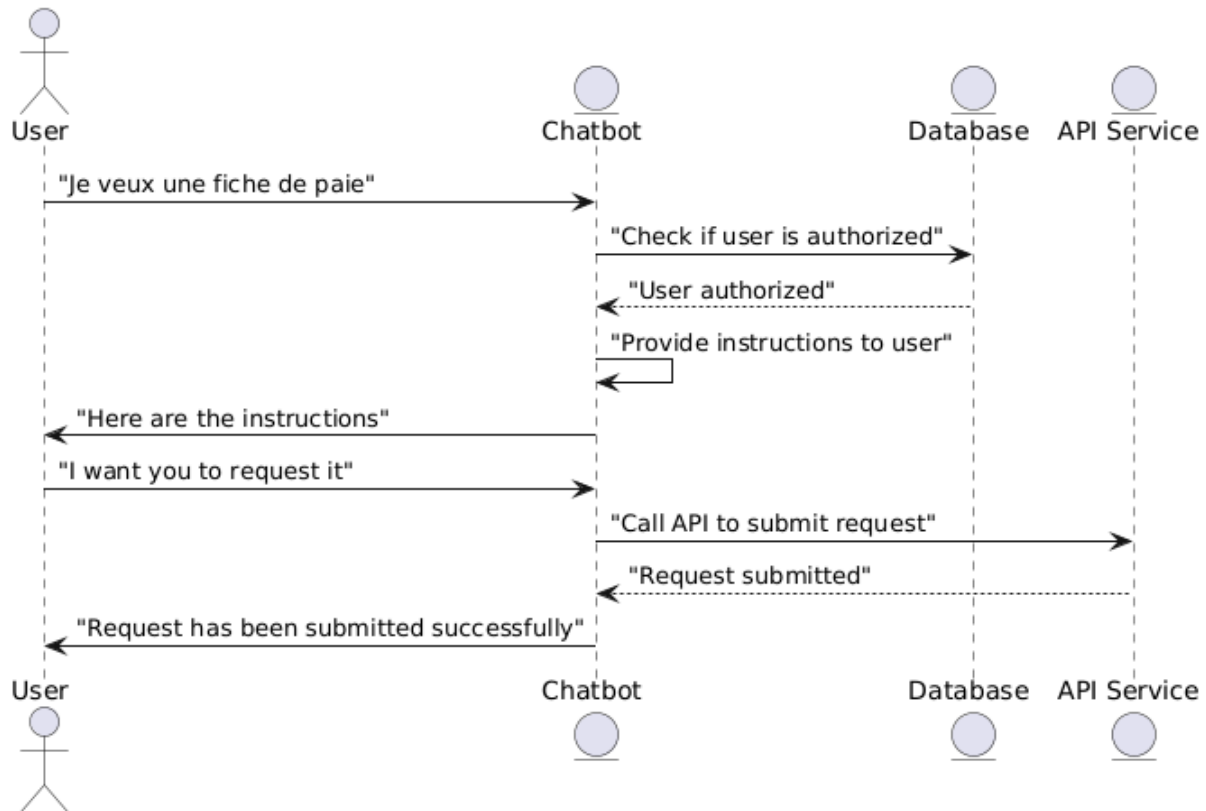 User
Chatbot
Database
API Service
"Je veux une fiche de paie"
"Check if user is authorized"
"User authorized"
"Provide instructions to user"
"Here are the instructions"
"I want you to request it"
"Call API to submit request"
"Request submitted"
"Request has been submitted successfully"
User
Chatbot
Database
API Service